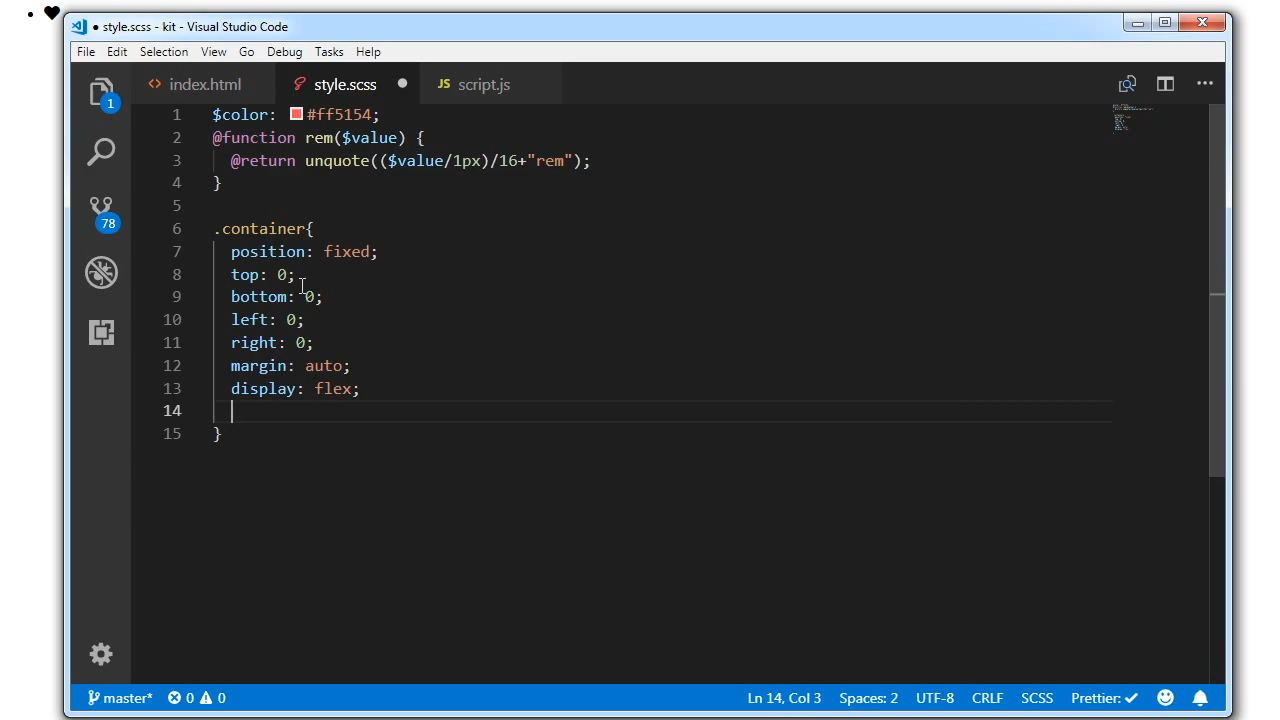 ● style.scss - kit - Visual Studio Code
File Edit Selection View Go Debug Tasks Help
1
index.html style.scss JS script.js
78
1 $color: #ff5154;
2 @function rem($value) {
3 @return unquote(($value/1px)/16+"rem");
4 }
5
6 .container{
7 position: fixed;
8 top: 0;
9 bottom: 0;
10 left: 0;
11 right: 0;
12 margin: auto;
13 display: flex;
14
15 }
master* 0 0 Ln 14, Col 3 Spaces: 2 UTF-8 CRLF SCSS Prettier: ✓